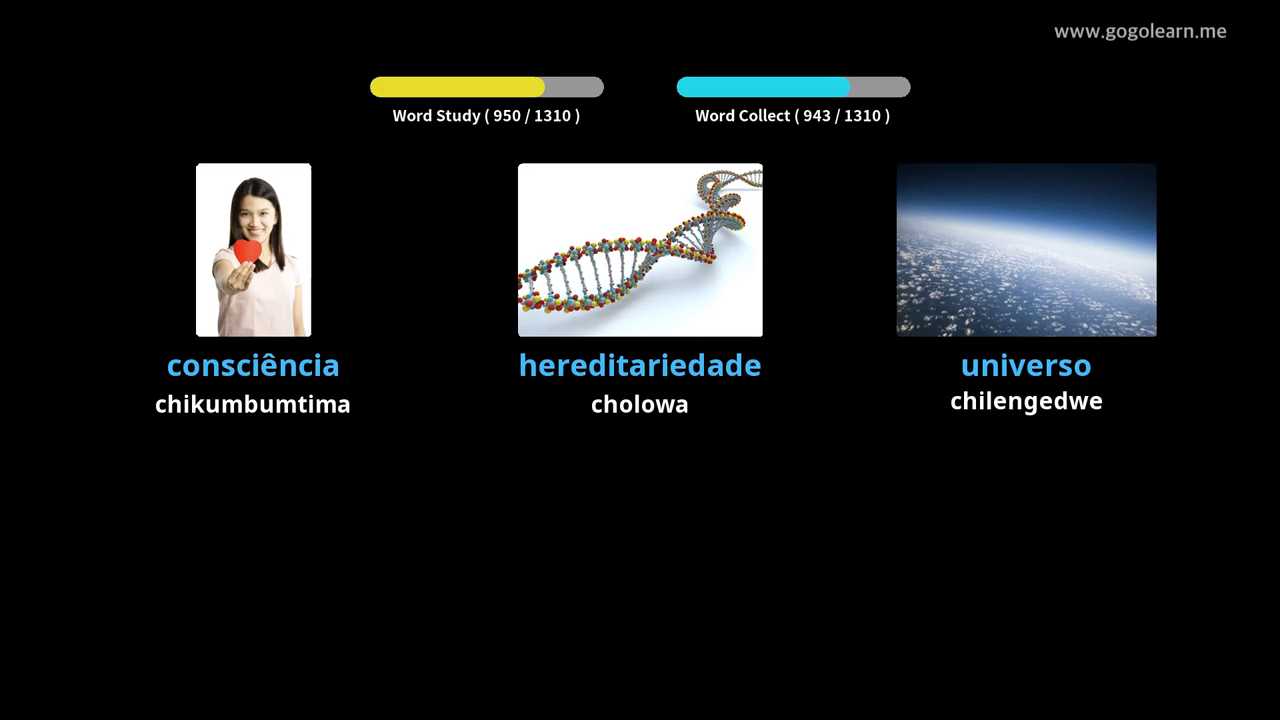 www.gogolearn.me
Word Study ( 950 / 1310 )
Word Collect ( 943 / 1310 )
consciência
chikumbumtima
hereditariedade
cholowa
universo
chilengedwe